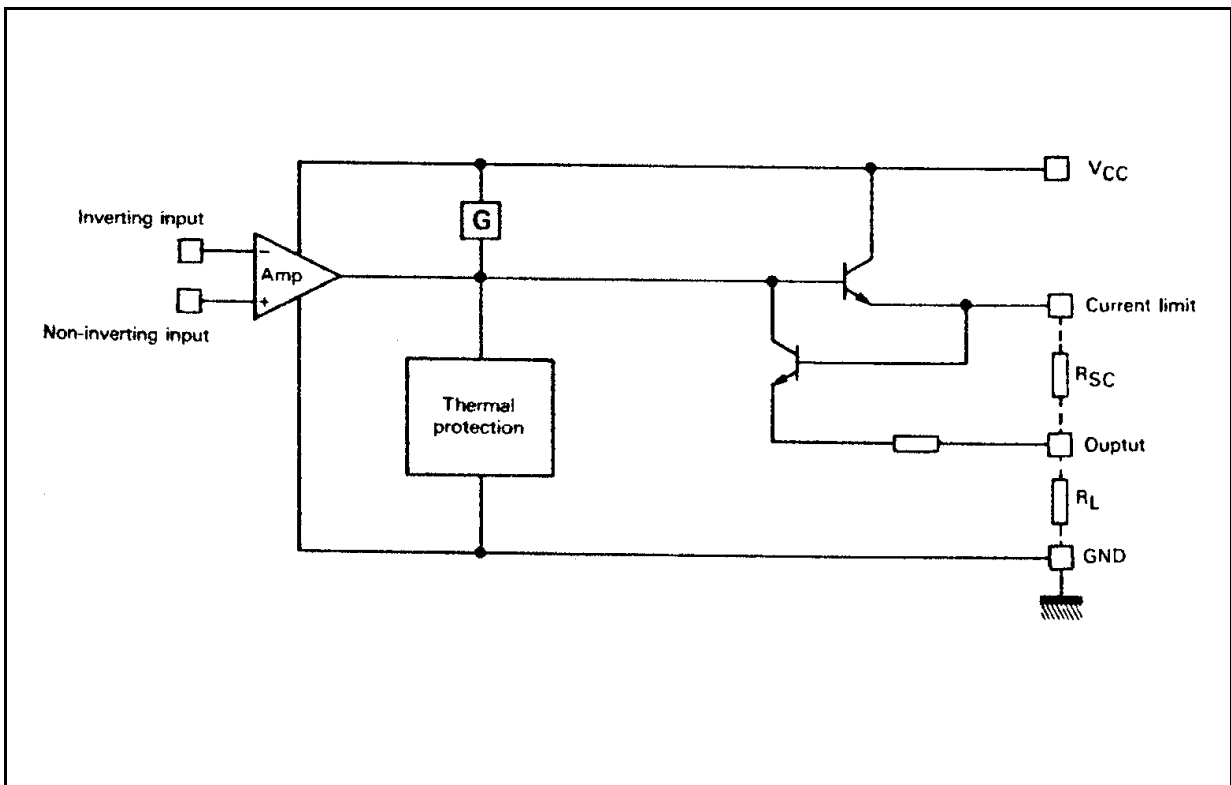 VCC
Inverting input
G
−
Amp
+
Non-inverting input
Current limit
RSC
Thermal
protection
Ouptut
RL
GND